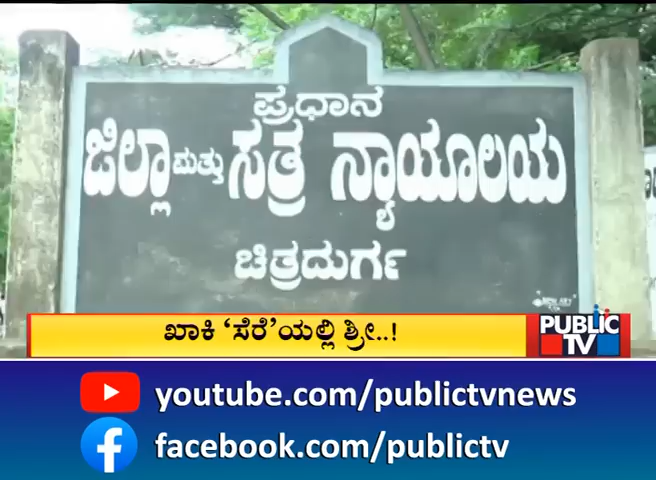 ಪ್ರಧಾನ
ಜಿಲ್ಲಾ ಮತ್ತು ಸತ್ರ ನ್ಯಾಯಾಲಯ
ಚಿತ್ರದುರ್ಗ
ಖಾಕಿ ‘ಸೆರೆ’ಯಲ್ಲಿ ಶ್ರೀ..!
PUBLIC
TV
youtube.com/publictvnews
facebook.com/publictv